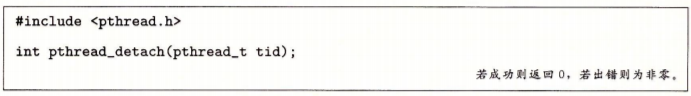 #include <pthread.h>
int pthread_detach(pthread_t tid);
若成功则返回 0，若出错则为非零。